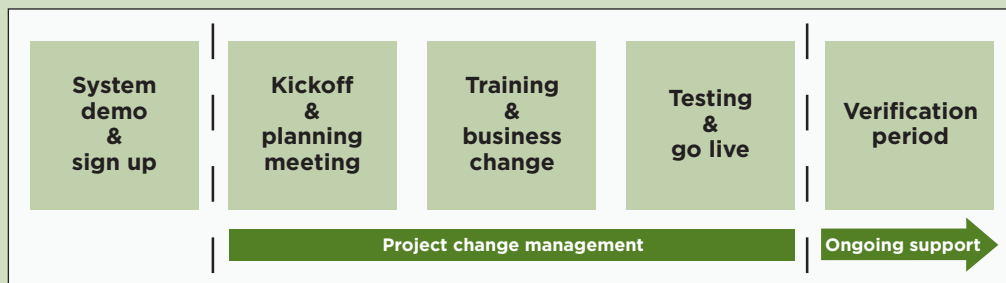 System
demo
&
sign up
Kickoff
&
planning
meeting
Training
&
business
change
Testing
&
go live
Verification
period
Project change management
Ongoing support